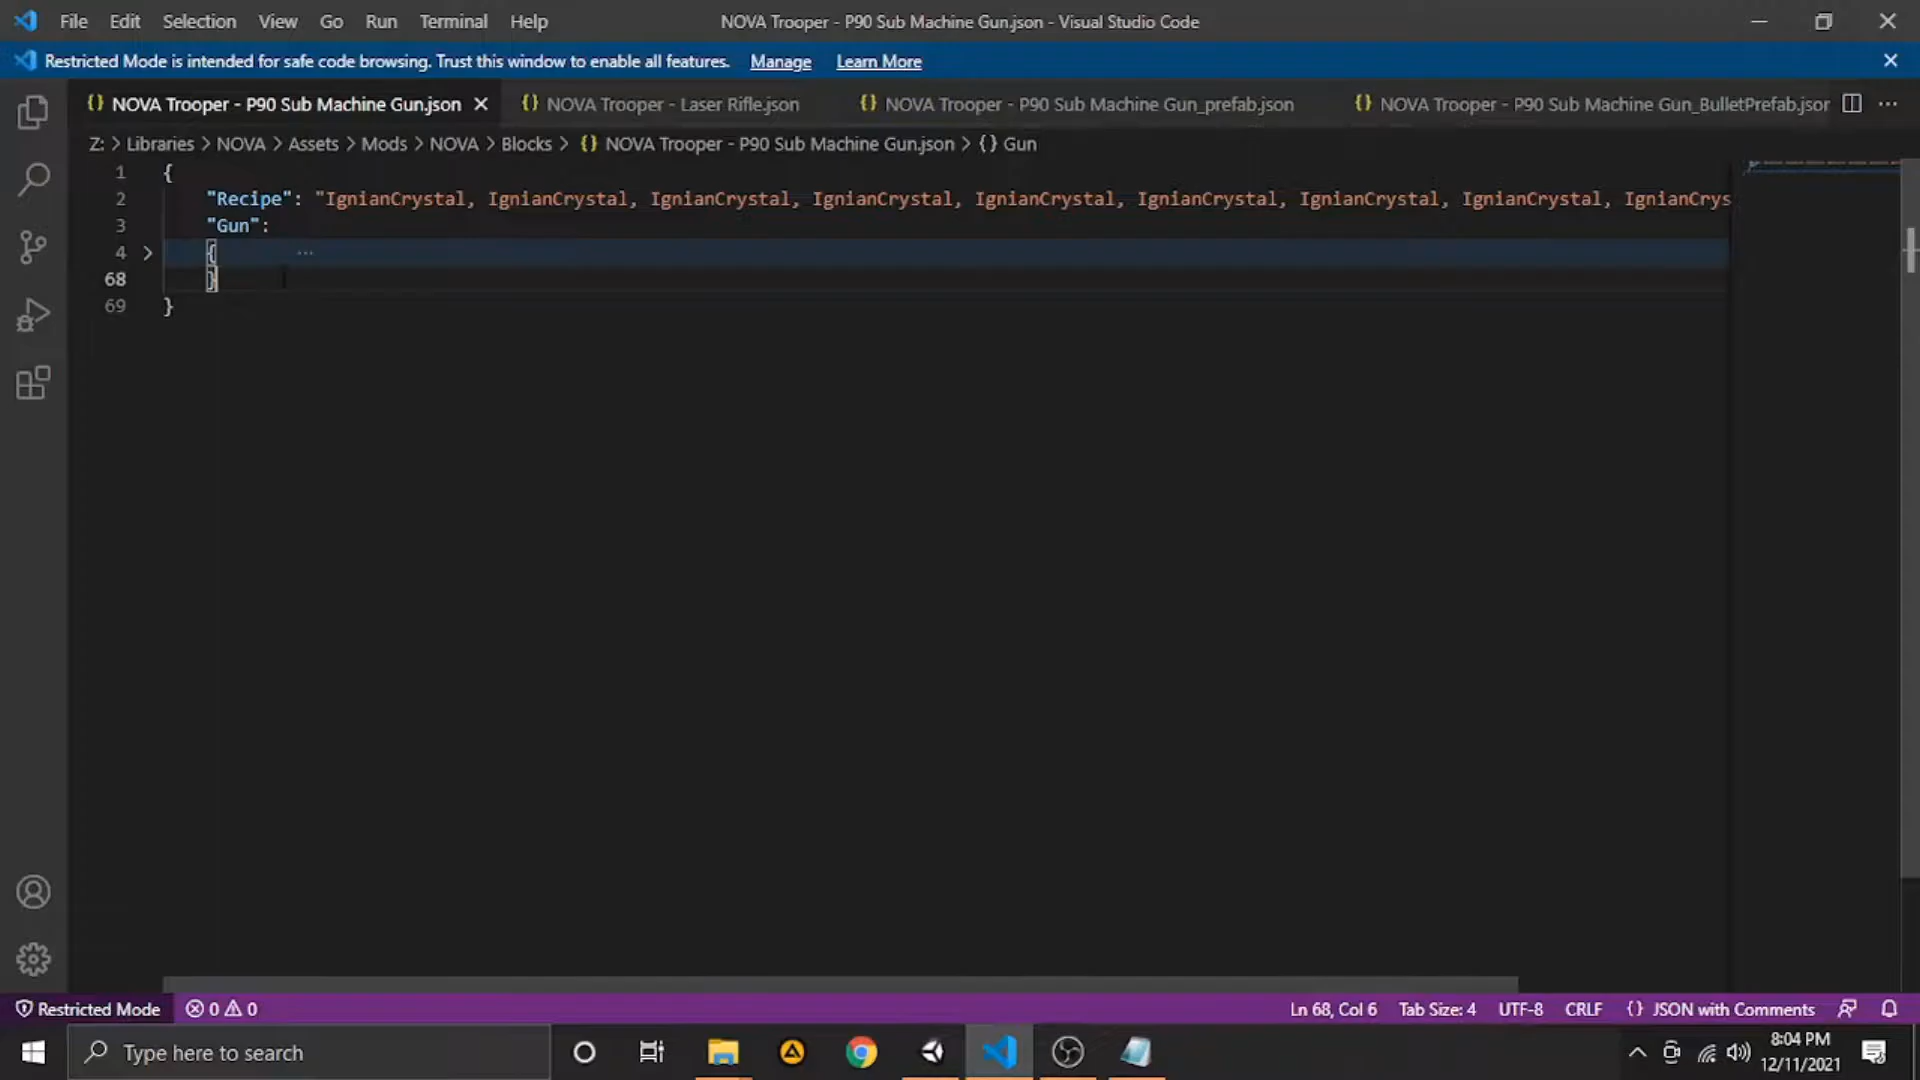 File Edit Selection View Go Run Terminal Help
NOVA Trooper - P90 Sub Machine Gun.json - Visual Studio Code
Restricted Mode is intended for safe code browsing. Trust this window to enable all features. Manage Learn More
{} NOVA Trooper - P90 Sub Machine Gun.json
{} NOVA Trooper - Laser Rifle.json
{} NOVA Trooper - P90 Sub Machine Gun_prefab.json
{} NOVA Trooper - P90 Sub Machine Gun_BulletPrefab.json
Z: > Libraries > NOVA > Assets > Mods > NOVA > Blocks > {} NOVA Trooper - P90 Sub Machine Gun.json > {} Gun
1 {
2 "Recipe": "IgnianCrystal, IgnianCrystal, IgnianCrystal, IgnianCrystal, IgnianCrystal, IgnianCrystal, IgnianCrystal, IgnianCrystal, IgnianCrys
3 "Gun":
4 { ...
68 }
69 }
Restricted Mode 0 0 Ln 68, Col 6 Tab Size: 4 UTF-8 CRLF {} JSON with Comments
Type here to search
8:04 PM
12/11/2021